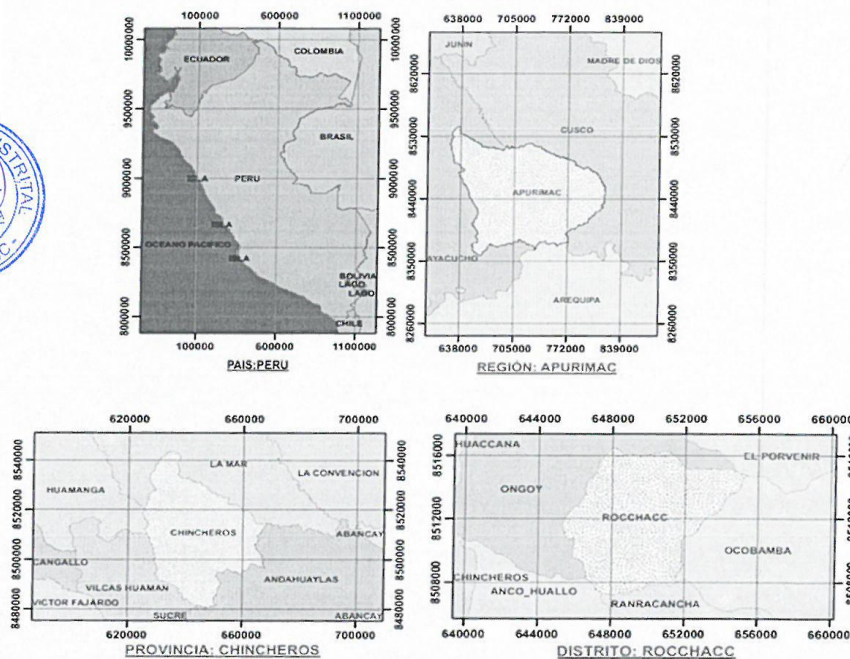 100000 600000 1100000
10000000 10000000
9500000 9500000
9000000 9000000
8500000 8500000
8000000 8000000
ECUADOR
COLOMBIA
BRASIL
ISLA
PERU
ISLA
OCEANO PACIFICO
ISLA
BOLIVIA
LAGO
LAGO
CHILE
100000 600000 1100000
PAIS:PERU
638000 705000 772000 839000
8620000 8620000
8530000 8530000
8440000 8440000
8350000 8350000
8260000 8260000
JUNIN
MADRE DE DIOS
CUSCO
APURIMAC
AYACUCHO
AREQUIPA
638000 705000 772000 839000
REGIÓN: APURIMAC
STRITAL
620000 660000 700000
8540000 8540000
8520000 8520000
8500000 8500000
8480000 8480000
LA MAR
LA CONVENCION
HUAMANGA
CHINCHEROS
ABANCAY
CANGALLO
ANDAHUAYLAS
VILCAS HUAMAN
VICTOR FAJARDO
SUCRE
ABANCAY
620000 660000 700000
PROVINCIA: CHINCHEROS
640000 644000 648000 652000 656000 660000
8516000
8512000
8508000
HUACCANA
EL PORVENIR
ONGOY
ROCCHACC
OCOBAMBA
CHINCHEROS
ANCO_HUALLO
RANRACANCHA
640000 644000 648000 652000 656000 660000
DISTRITO: ROCCHACC